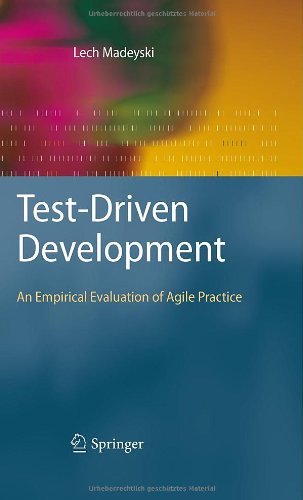 Urheberrechtlich geschütztes Material
Lech Madeyski
Test-Driven
Development
An Empirical Evaluation of Agile Practice
Springer
Urheberrechtlich geschütztes Material